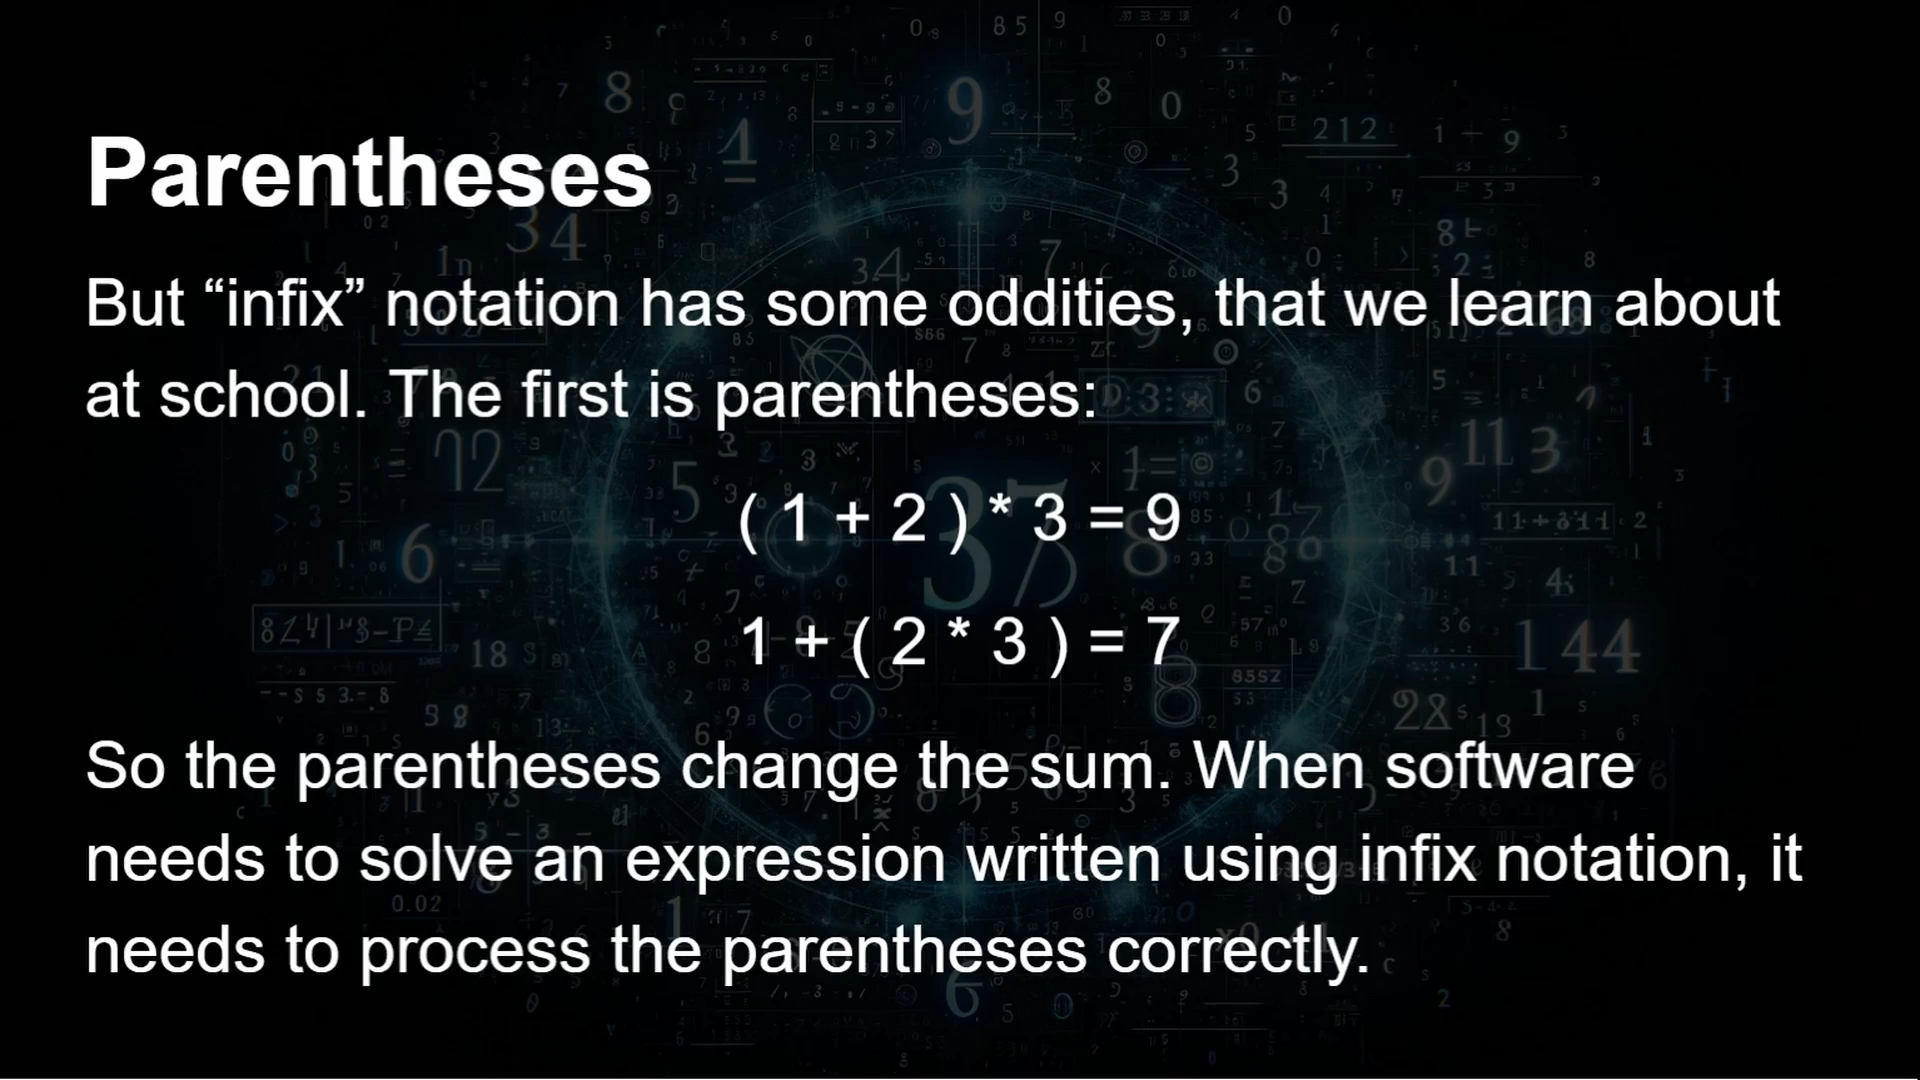 Parentheses
But “infix” notation has some oddities, that we learn about
at school. The first is parentheses:
( 1 + 2 ) * 3 = 9
1 + ( 2 * 3 ) = 7
So the parentheses change the sum. When software
needs to solve an expression written using infix notation, it
needs to process the parentheses correctly.